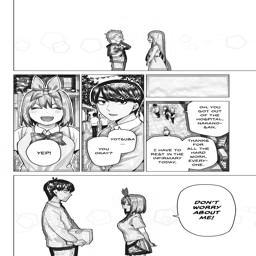 OH, YOU
GOT OUT
OF THE
HOSPITAL,
NAKANO-
SAN.
THANKS
FOR ALL
THE HARD
WORK,
EVERY-
ONE.
I HAVE TO
REST IN THE
INFIRMARY
TODAY.
YOTSUBA
...
YOU
OKAY?
YEP!
DON'T
WORRY
ABOUT
ME!